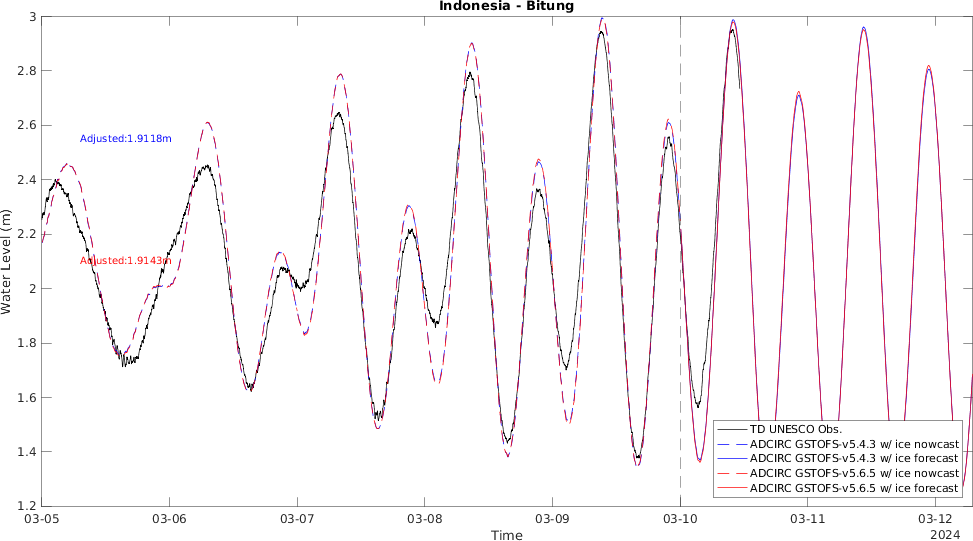 Indonesia - Bitung
3
2.8
2.6
2.4
2.2
2
1.8
1.6
1.4
1.2
Water Level (m)
Adjusted:1.9118m
Adjusted:1.9143m
TD UNESCO Obs.
ADCIRC GSTOFS-v5.4.3 w/ ice nowcast
ADCIRC GSTOFS-v5.4.3 w/ ice forecast
ADCIRC GSTOFS-v5.6.5 w/ ice nowcast
ADCIRC GSTOFS-v5.6.5 w/ ice forecast
03-05 03-06 03-07 03-08 03-09 03-10 03-11 03-12
Time
2024